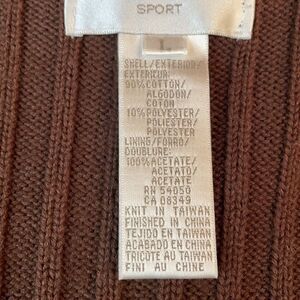 SPORT
L
SHELL/EXTERIOR/
EXTERIEUR:
90%COTTON/
ALGODON/
COTON
10%POLYESTER/
POLIESTER/
POLYESTER
LINING/FORRO/
DOUBLURE:
100%ACETATE/
ACETATO/
ACETATE
RN 54050
CA 08349
KNIT IN TAIWAN
FINISHED IN CHINA
TEJIDO EN TAIWAN
ACABADO EN CHINA
TRICOTE AU TAIWAN
FINI AU CHINE